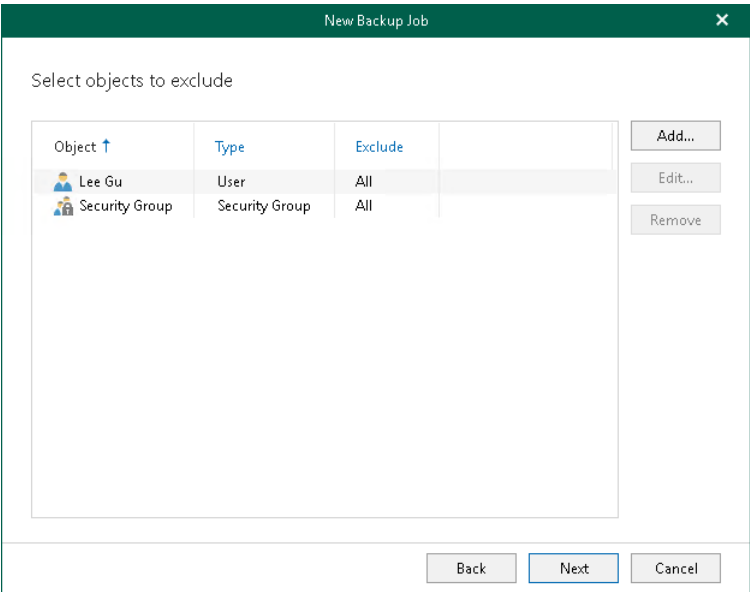 New Backup Job
Select objects to exclude
Object Type Exclude
Lee Gu User All
Security Group Security Group All
Add...
Edit...
Remove
Back Next Cancel